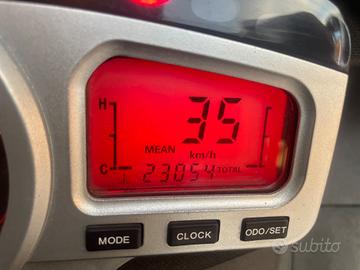 H
35
MEAN km/h
C 23054 TOTAL
MODE CLOCK ODO/SET
subito